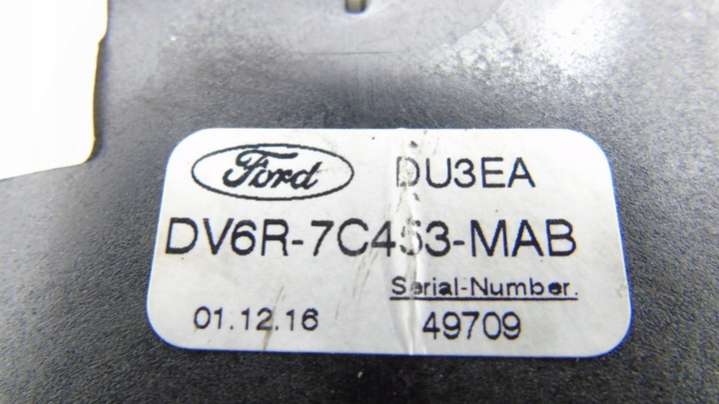 Ford DU3EA
DV6R-7C453-MAB
Serial-Number.
01.12.16 49709